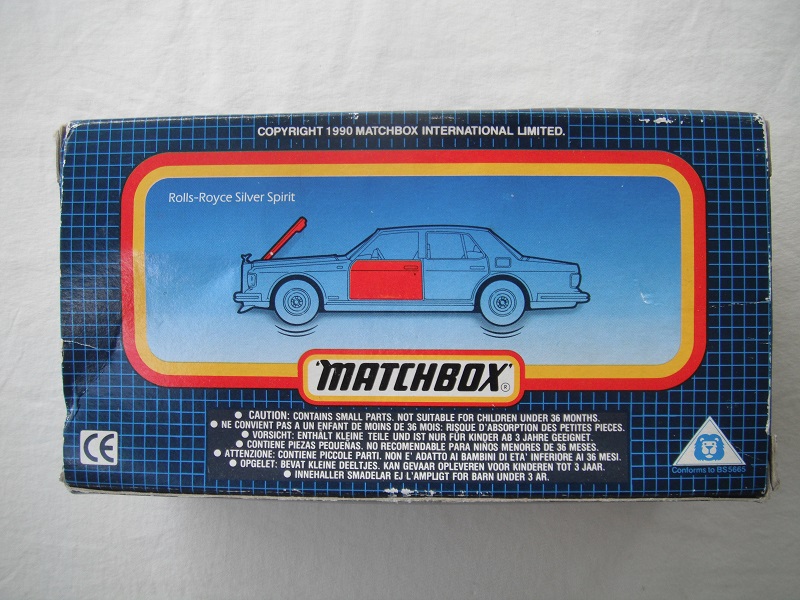 COPYRIGHT 1990 MATCHBOX INTERNATIONAL LIMITED.
Rolls-Royce Silver Spirit
'MATCHBOX' ®
● CAUTION: CONTAINS SMALL PARTS. NOT SUITABLE FOR CHILDREN UNDER 36 MONTHS.
● NE CONVIENT PAS A UN ENFANT DE MOINS DE 36 MOIS: RISQUE D'ABSORPTION DES PETITES PIECES.
● VORSICHT: ENTHÄLT KLEINE TEILE UND IST NUR FÜR KINDER AB 3 JAHRE GEEIGNET.
● CONTIENE PIEZAS PEQUEÑAS. NO RECOMENDABLE PARA NIÑOS MENORES DE 36 MESES.
● ATTENZIONE: CONTIENE PICCOLE PARTI. NON E' ADATTO AI BAMBINI DI ETA' INFERIORE AI 36 MESI.
● OPGELET: BEVAT KLEINE DEELTJES. KAN GEVAAR OPLEVEREN VOOR KINDEREN TOT 3 JAAR.
● INNEHALLER SMADELAR EJ L'AMPLIGT FOR BARN UNDER 3 AR.
CE
Conforms to BS5665